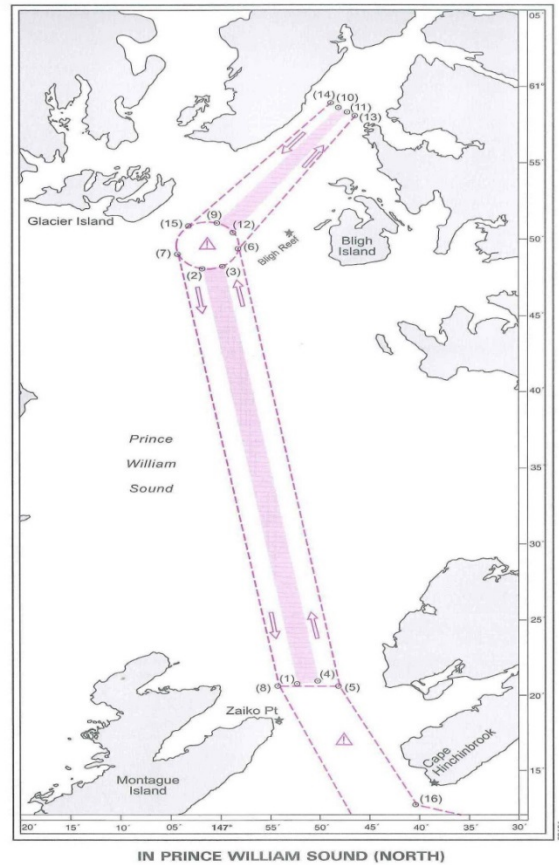 05'
61°
55'
50'
45'
40'
35'
30'
25'
20'
15'
(14)
(10)
(11)
(13)
Glacier Island
(15)
(9)
(12)
(6)
(7)
(2)
(3)
Bligh Reef
Bligh
Island
Prince
William
Sound
(8)
(1)
(4)
(5)
Zaiko Pt
Montague
Island
Cape
Hinchinbrook
(16)
20'
15'
10'
05'
147°
55'
50'
45'
40'
35'
30'
IN PRINCE WILLIAM SOUND (NORTH)